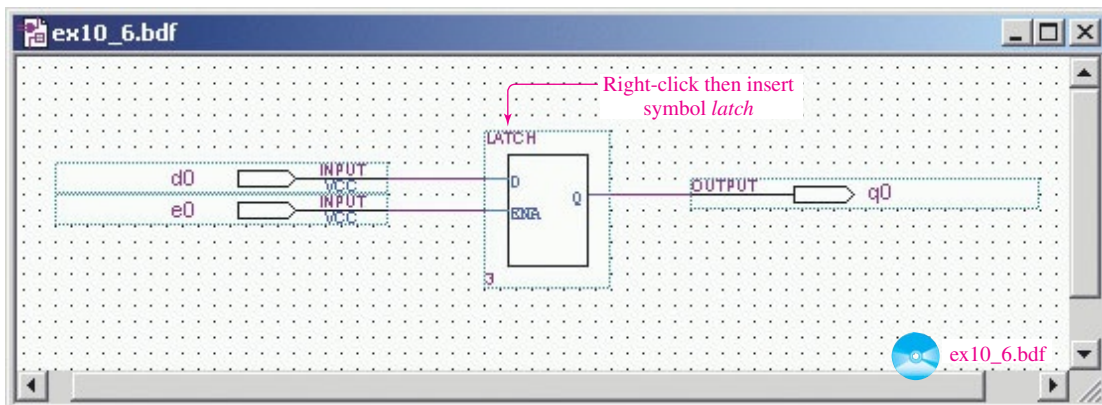 ex10_6.bdf
Right-click then insert
symbol latch
LATCH
d0
INPUT
VCC
D
Q
OUTPUT
q0
e0
INPUT
VCC
ENA
3
ex10_6.bdf